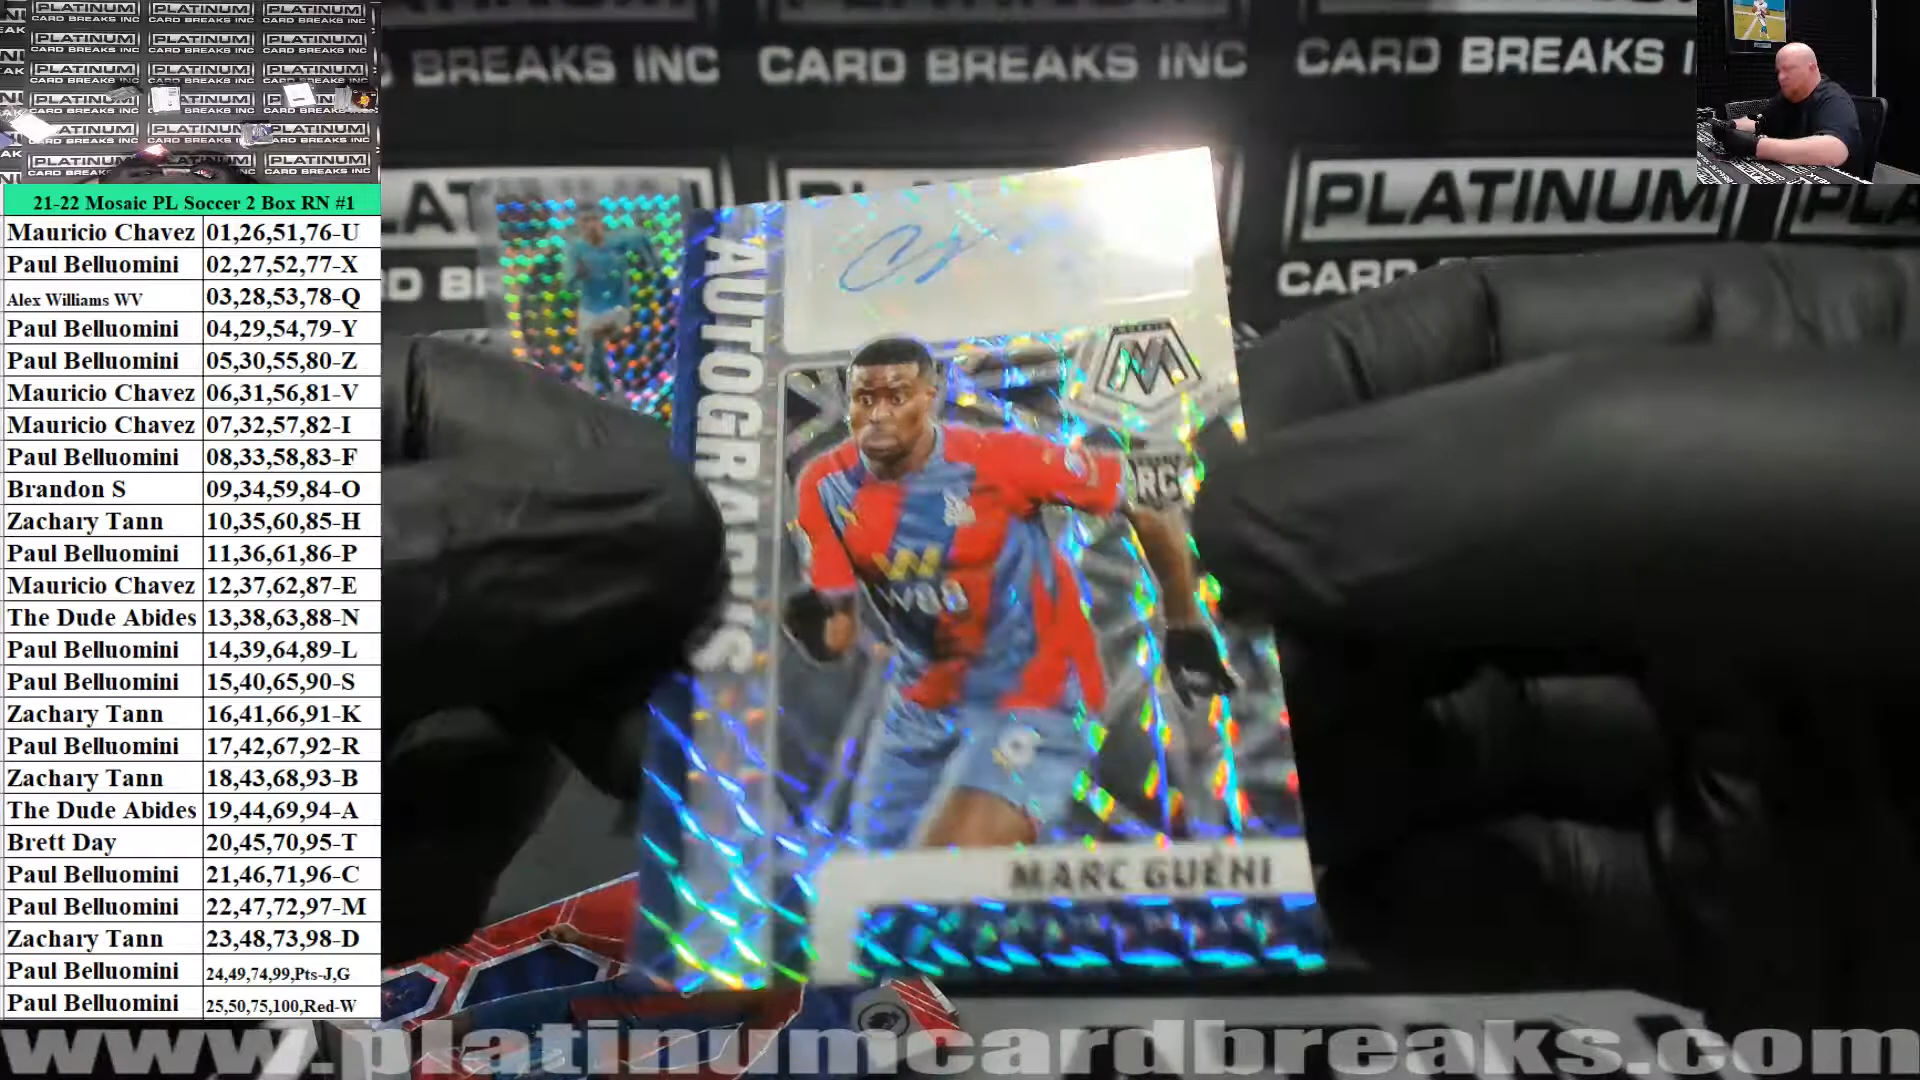 PLATINUM
CARD BREAKS INC
BREAKS INC CARD BREAKS INC CARD BREAKS
PLATINUM
AUTOGRAPHS
RC
W88
MARC GUÉHI
21-22 Mosaic PL Soccer 2 Box RN #1
Mauricio Chavez 01,26,51,76-U
Paul Belluomini 02,27,52,77-X
Alex Williams WV 03,28,53,78-Q
Paul Belluomini 04,29,54,79-Y
Paul Belluomini 05,30,55,80-Z
Mauricio Chavez 06,31,56,81-V
Mauricio Chavez 07,32,57,82-I
Paul Belluomini 08,33,58,83-F
Brandon S 09,34,59,84-O
Zachary Tann 10,35,60,85-H
Paul Belluomini 11,36,61,86-P
Mauricio Chavez 12,37,62,87-E
The Dude Abides 13,38,63,88-N
Paul Belluomini 14,39,64,89-L
Paul Belluomini 15,40,65,90-S
Zachary Tann 16,41,66,91-K
Paul Belluomini 17,42,67,92-R
Zachary Tann 18,43,68,93-B
The Dude Abides 19,44,69,94-A
Brett Day 20,45,70,95-T
Paul Belluomini 21,46,71,96-C
Paul Belluomini 22,47,72,97-M
Zachary Tann 23,48,73,98-D
Paul Belluomini 24,49,74,99,Pts-J,G
Paul Belluomini 25,50,75,100,Red-W
www.platinumcardbreaks.com